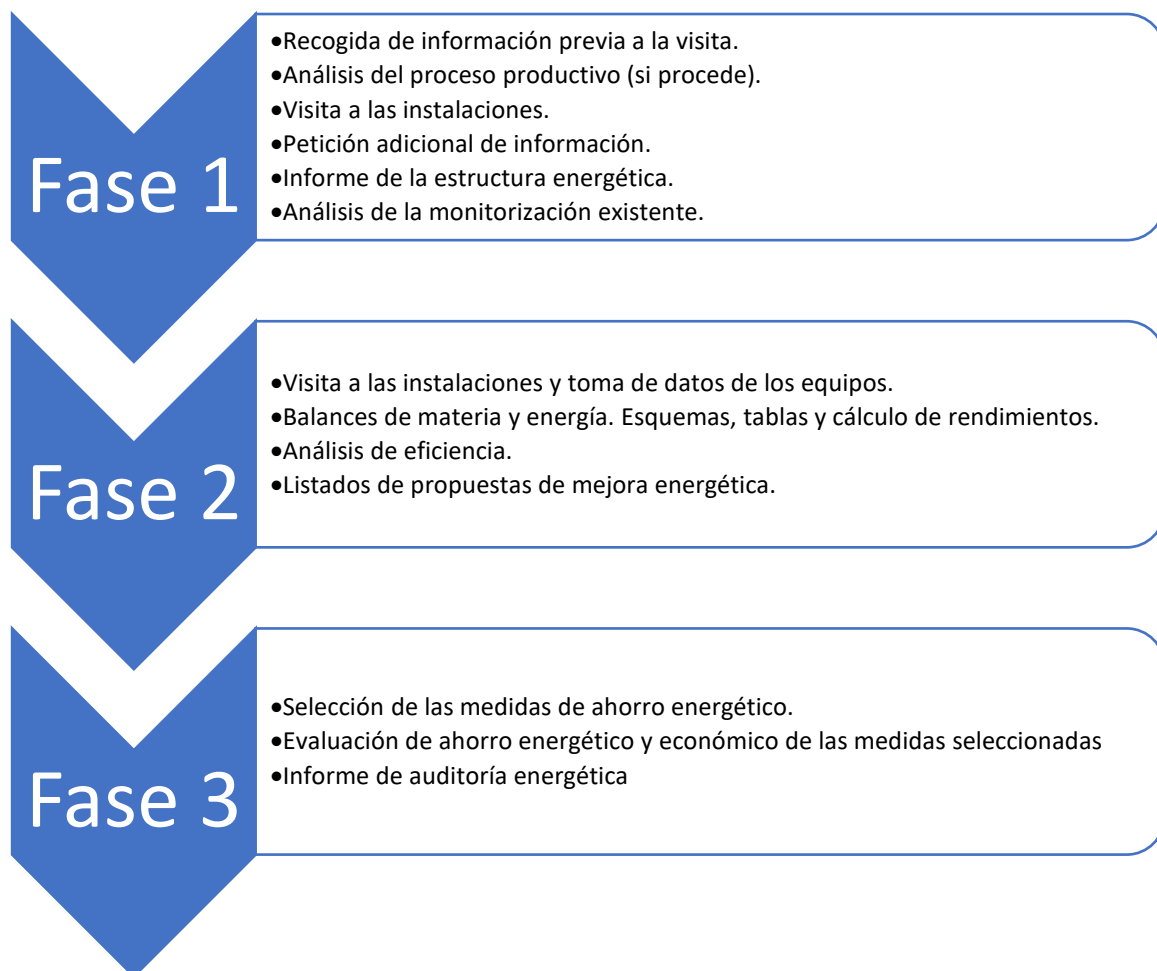 Fase 1
•Recogida de información previa a la visita.
•Análisis del proceso productivo (si procede).
•Visita a las instalaciones.
•Petición adicional de información.
•Informe de la estructura energética.
•Análisis de la monitorización existente.
Fase 2
•Visita a las instalaciones y toma de datos de los equipos.
•Balances de materia y energía. Esquemas, tablas y cálculo de rendimientos.
•Análisis de eficiencia.
•Listados de propuestas de mejora energética.
Fase 3
•Selección de las medidas de ahorro energético.
•Evaluación de ahorro energético y económico de las medidas seleccionadas
•Informe de auditoría energética